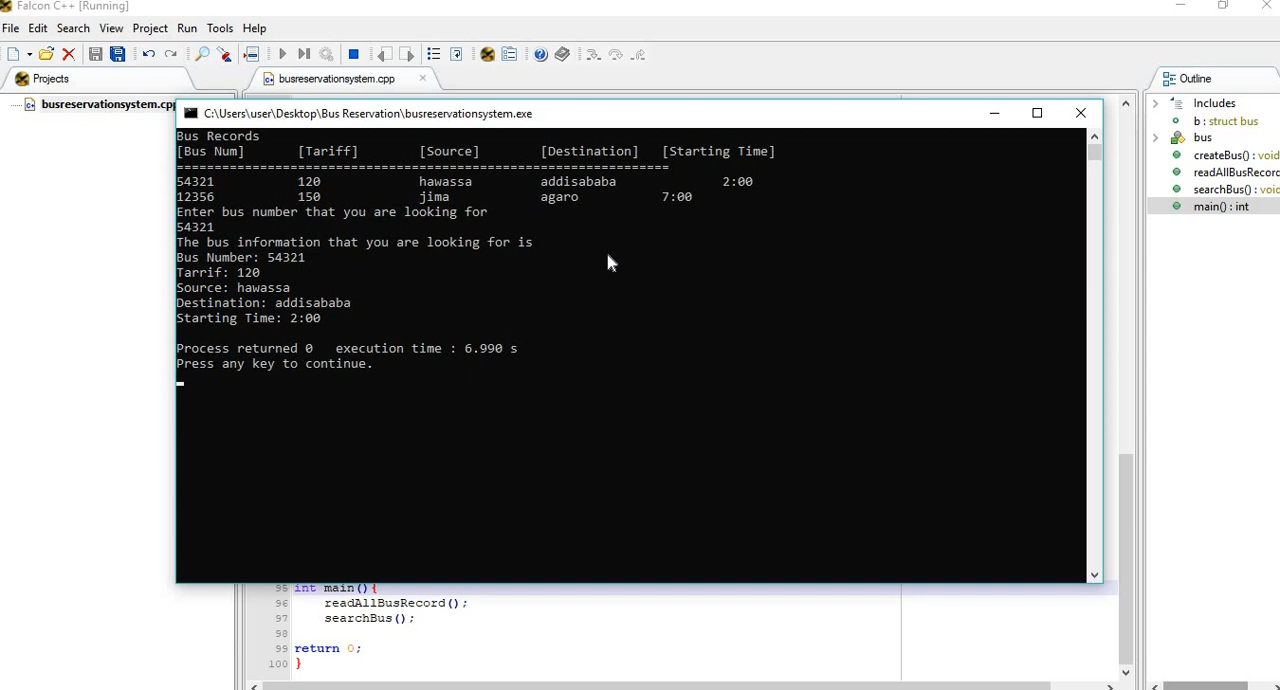 Falcon C++ [Running]
File Edit Search View Project Run Tools Help
Projects
busreservationsystem.cpp
Outline
busreservationsystem.cp
C:\Users\user\Desktop\Bus Reservation\busreservationsystem.exe
Bus Records
[Bus Num] [Tariff] [Source] [Destination] [Starting Time]
=================================================================
54321 120 hawassa addisababa 2:00
12356 150 jima agaro 7:00
Enter bus number that you are looking for
54321
The bus information that you are looking for is
Bus Number: 54321
Tarrif: 120
Source: hawassa
Destination: addisababa
Starting Time: 2:00
Process returned 0 execution time : 6.990 s
Press any key to continue.
95 int main(){
96 readAllBusRecord();
97 searchBus();
98
99 return 0;
100 }
Includes
b : struct bus
bus
createBus() : void
readAllBusRecord
searchBus() : void
main() : int